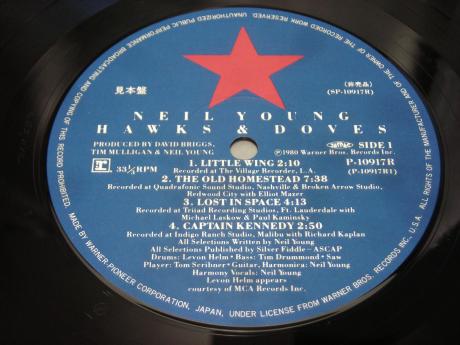 見本盤
(非売品)
(SP-10917R)
NEIL YOUNG
HAWKS & DOVES
PRODUCED BY DAVID BRIGGS,
TIM MULLIGAN & NEIL YOUNG
SIDE 1
33⅓ RPM
℗1980 Warner Bros. Records Inc.
P-10917R
(P-10917R1)
1. LITTLE WING 2:10
Recorded at The Village Recorder, L.A.
2. THE OLD HOMESTEAD 7:38
Recorded at Quadrafonic Sound Studio, Nashville & Broken Arrow Studio,
Redwood City with Elliot Mazer
3. LOST IN SPACE 4:13
Recorded at Triiad Recording Studios, Ft. Lauderdale with
Michael Laskow & Paul Kaminsky
4. CAPTAIN KENNEDY 2:50
Recorded at Indigo Ranch Studio, Malibu with Richard Kaplan
All Selections Written by Neil Young
All Selections Published by Silver Fiddle—ASCAP
Drums: Levon Helm • Bass: Tim Drummond • Saw
Player: Tom Scribner • Guitar, Harmonica: Neil Young
Harmony Vocals: Neil Young
Levon Helm appears
courtesy of MCA Records Inc.
MADE BY WARNER-PIONEER CORPORATION, JAPAN, UNDER LICENSE FROM WARNER BROS. RECORDS INC., U.S.A. ALL RIGHTS OF THE MANUFACTURER AND OF THE OWNER OF THE RECORDED WORK RESERVED. UNAUTHORIZED PUBLIC PERFORMANCE, BROADCASTING AND COPYING OF THIS RECORD PROHIBITED.